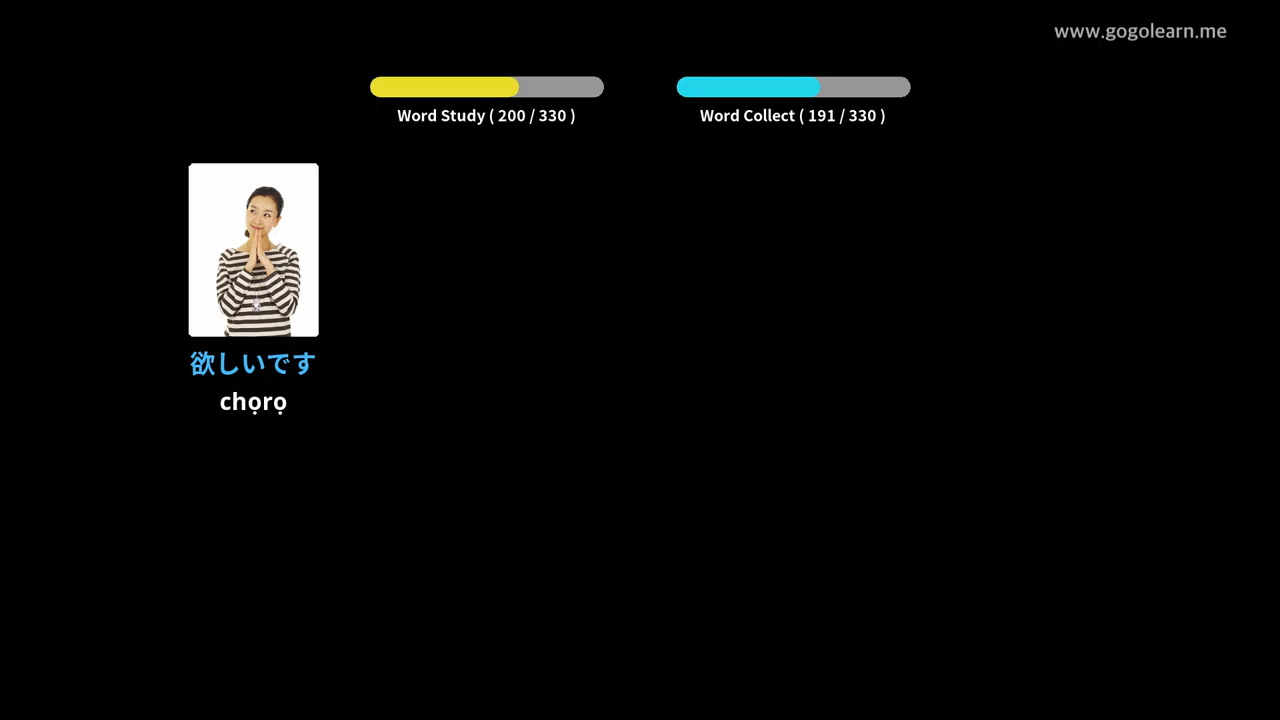 www.gogolearn.me
Word Study ( 200 / 330 )
Word Collect ( 191 / 330 )
欲しいです
chọrọ